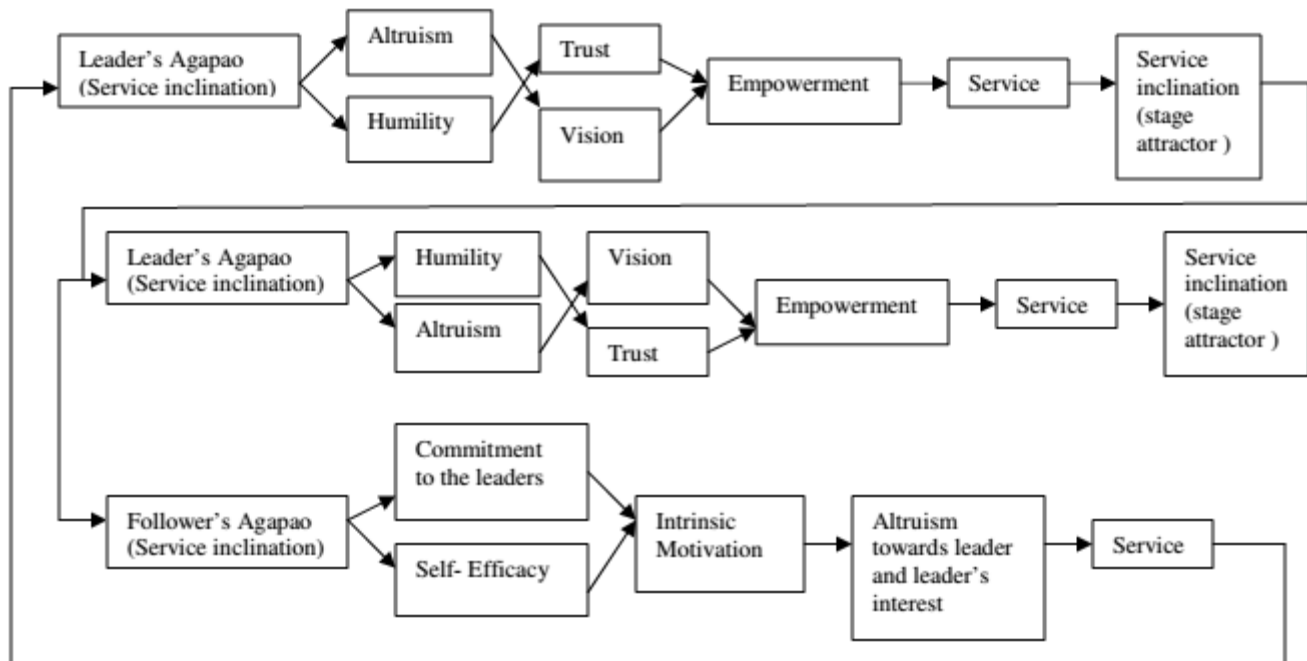 Leader's Agapao
(Service inclination)
Altruism
Humility
Trust
Vision
Empowerment
Service
Service
inclination
(stage
attractor )
Leader's Agapao
(Service inclination)
Humility
Altruism
Vision
Trust
Empowerment
Service
Service
inclination
(stage
attractor )
Follower's Agapao
(Service inclination)
Commitment
to the leaders
Self- Efficacy
Intrinsic
Motivation
Altruism
towards leader
and leader's
interest
Service